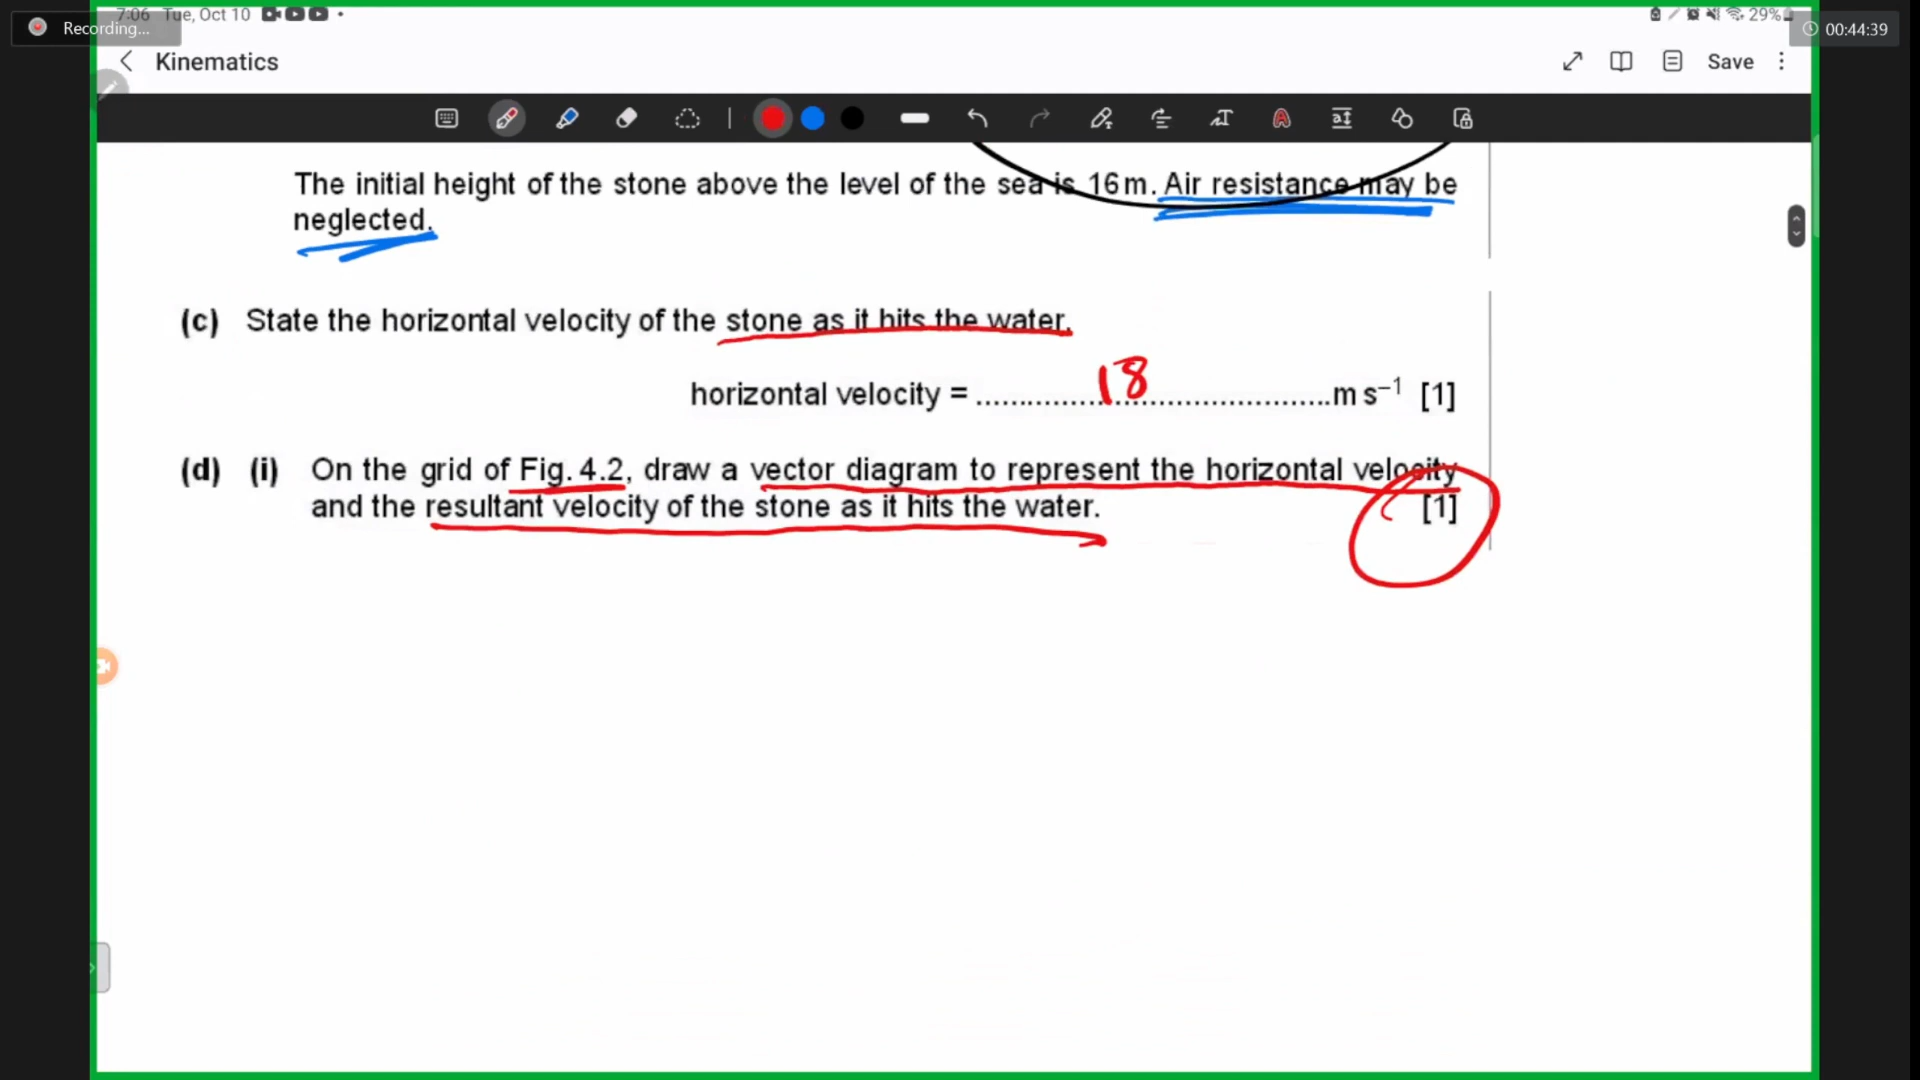 7:06 Tue, Oct 10
29%
Recording...
00:44:39
Kinematics
Save
The initial height of the stone above the level of the sea is 16 m. Air resistance may be
neglected.
(c) State the horizontal velocity of the stone as it hits the water.
horizontal velocity = ..........18..........m s⁻¹ [1]
(d) (i) On the grid of Fig. 4.2, draw a vector diagram to represent the horizontal velocity
and the resultant velocity of the stone as it hits the water. [1]